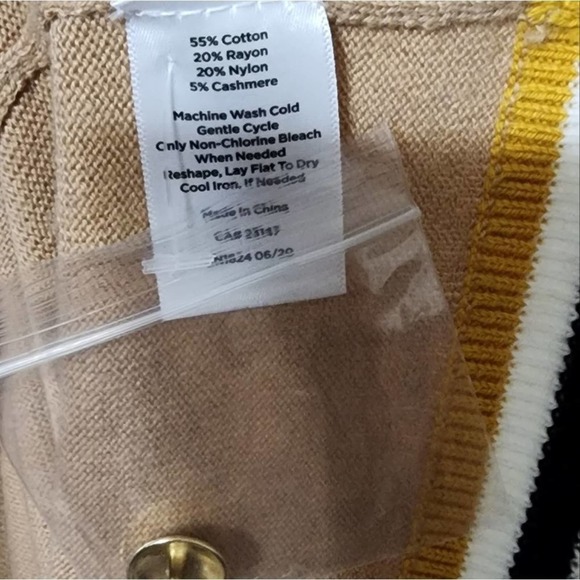 55% Cotton
20% Rayon
20% Nylon
5% Cashmere
Machine Wash Cold
Gentle Cycle
Only Non-Chlorine Bleach
When Needed
Reshape, Lay Flat To Dry
Cool Iron, If Needed
Made In China
06/20